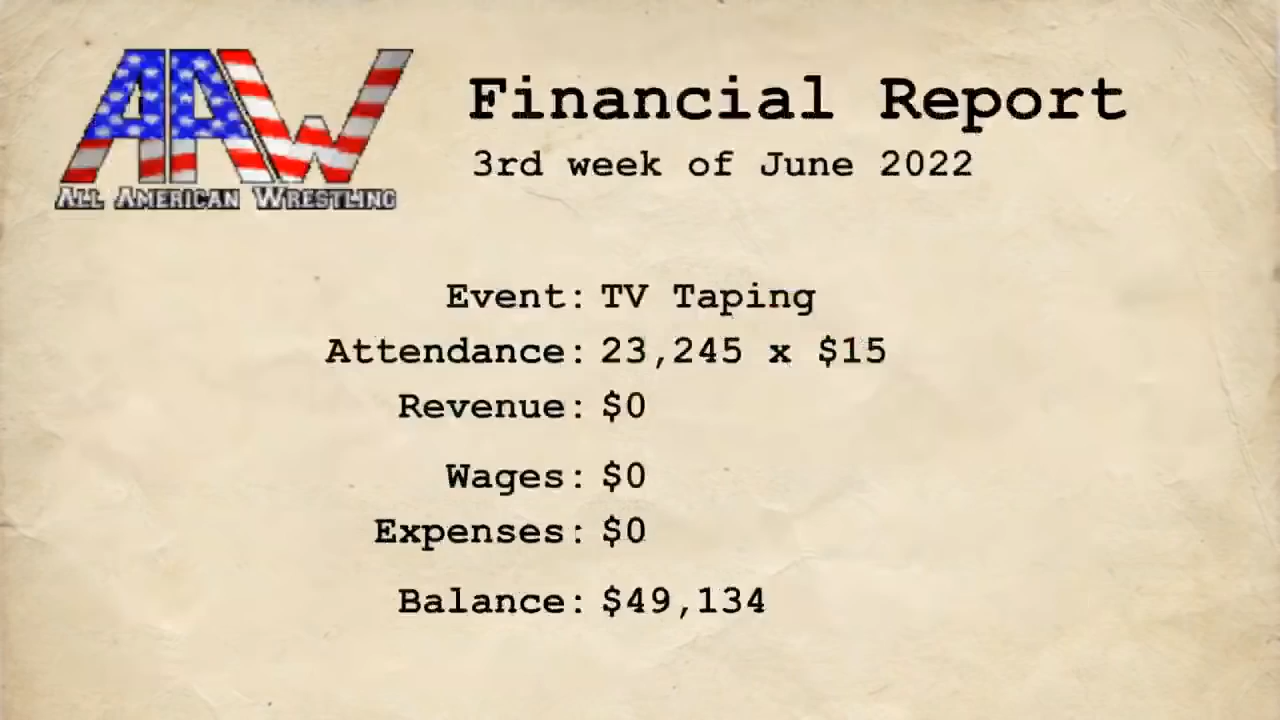 AAW
ALL AMERICAN WRESTLING
Financial Report
3rd week of June 2022
Event: TV Taping
Attendance: 23,245 x $15
Revenue: $0
Wages: $0
Expenses: $0
Balance: $49,134